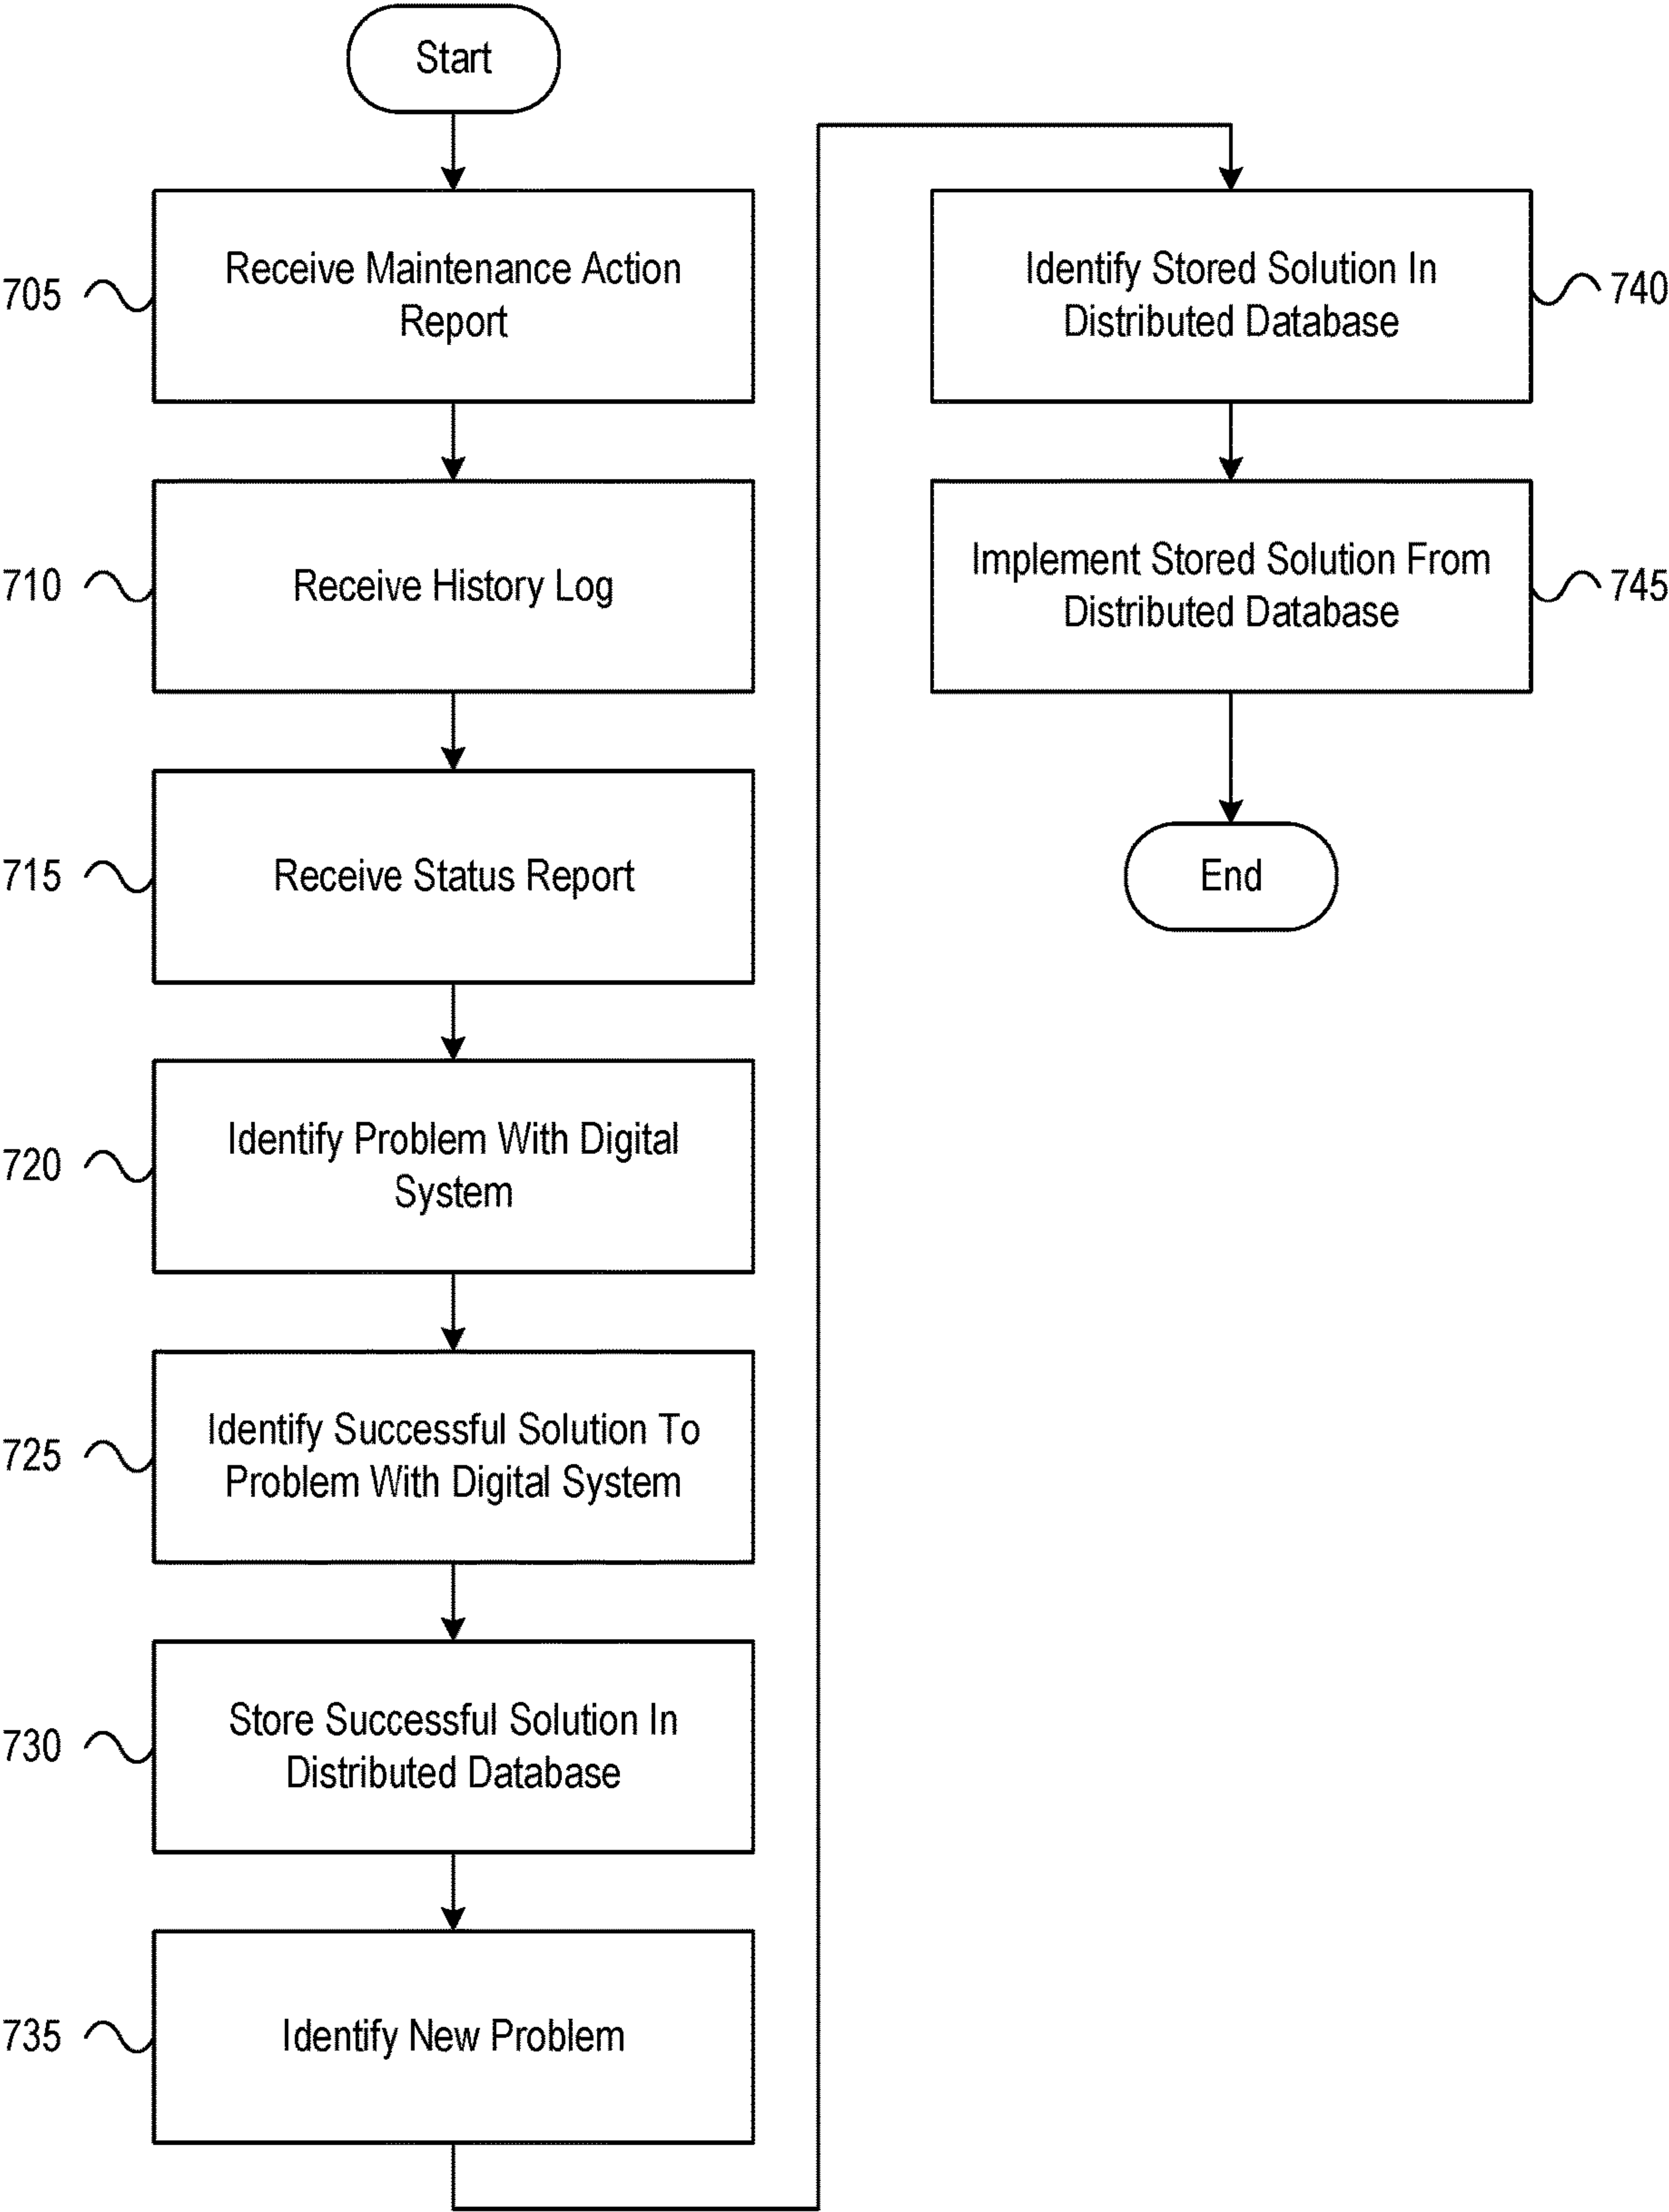 Start
705
Receive Maintenance Action
Report
710
Receive History Log
715
Receive Status Report
720
Identify Problem With Digital
System
725
Identify Successful Solution To
Problem With Digital System
730
Store Successful Solution In
Distributed Database
735
Identify New Problem
Identify Stored Solution In
Distributed Database
740
Implement Stored Solution From
Distributed Database
745
End